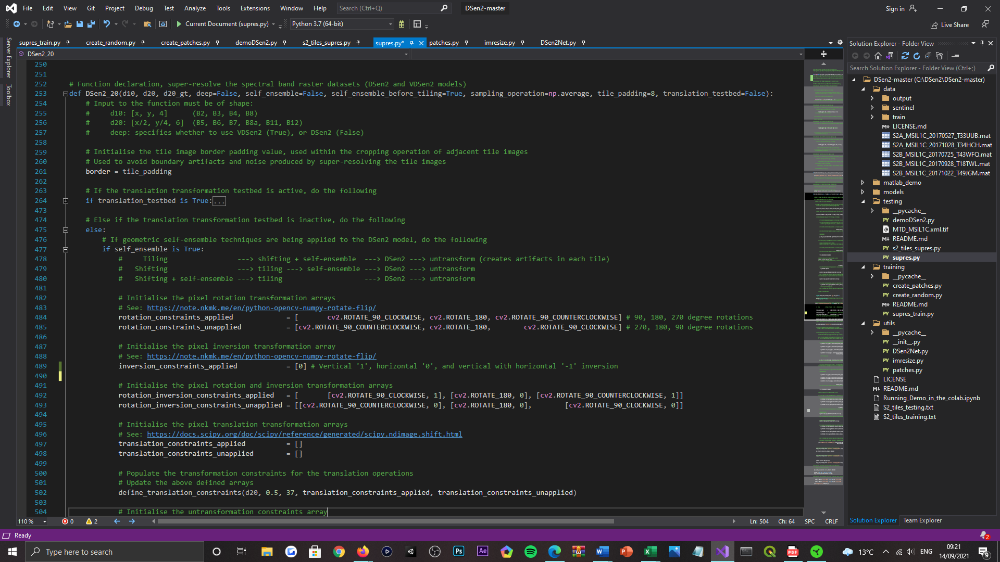 File Edit View Git Project Debug Test Analyze Tools Extensions Window Help Search (Ctrl+Q) DSen2-master Sign in
Current Document (supres.py) Python 3.7 (64-bit) Live Share
supres_train.py create_random.py create_patches.py demoDSen2.py s2_tiles_supres.py supres.py* patches.py imresize.py DSen2Net.py
DSen2_20
Server Explorer
Toolbox
250
251
252 # Function declaration, super-resolve the spectral band raster datasets (DSen2 and VDSen2 models)
253 def DSen2_20(d10, d20, d20_gt, deep=False, self_ensemble=False, self_ensemble_before_tiling=True, sampling_operation=np.average, tile_padding=8, translation_testbed=False):
254 # Input to the function must be of shape:
255 # d10: [x, y, 4] (B2, B3, B4, B8)
256 # d20: [x/2, y/4, 6] (B5, B6, B7, B8a, B11, B12)
257 # deep: specifies whether to use VDSen2 (True), or DSen2 (False)
258
259 # Initialise the tile image border padding value, used within the cropping operation of adjacent tile images
260 # Used to avoid boundary artifacts and noise produced by super-resolving the tile images
261 border = tile_padding
262
263 # If the translation transformation testbed is active, do the following
264 if translation_testbed is True:...
473
474 # Else if the translation transformation testbed is inactive, do the following
475 else:
476 # If geometric self-ensemble techniques are being applied to the DSen2 model, do the following
477 if self_ensemble is True:
478 # Tiling ---> shifting + self-ensemble ---> DSen2 ---> untransform (creates artifacts in each tile)
479 # Shifting ---> tiling ---> self-ensemble ---> DSen2 ---> untransform
480 # Shifting + self-ensemble ---> tiling ---> DSen2 ---> untransform
481
482 # Initialise the pixel rotation transformation arrays
483 # See: https://note.nkmk.me/en/python-opencv-numpy-rotate-flip/
484 rotation_constraints_applied = [ cv2.ROTATE_90_CLOCKWISE, cv2.ROTATE_180, cv2.ROTATE_90_COUNTERCLOCKWISE] # 90, 180, 270 degree rotations
485 rotation_constraints_unapplied = [cv2.ROTATE_90_COUNTERCLOCKWISE, cv2.ROTATE_180, cv2.ROTATE_90_CLOCKWISE] # 270, 180, 90 degree rotations
486
487 # Initialise the pixel inversion transformation array
488 # See: https://note.nkmk.me/en/python-opencv-numpy-rotate-flip/
489 inversion_constraints_applied = [0] # Vertical '1', horizontal '0', and vertical with horizontal '-1' inversion
490
491 # Initialise the pixel rotation and inversion transformation arrays
492 rotation_inversion_constraints_applied = [ [cv2.ROTATE_90_CLOCKWISE, 1], [cv2.ROTATE_180, 0], [cv2.ROTATE_90_COUNTERCLOCKWISE, 1]]
493 rotation_inversion_constraints_unapplied = [[cv2.ROTATE_90_COUNTERCLOCKWISE, 0], [cv2.ROTATE_180, 0], [cv2.ROTATE_90_CLOCKWISE, 0]]
494
495 # Initialise the pixel translation transformation arrays
496 # See: https://docs.scipy.org/doc/scipy/reference/generated/scipy.ndimage.shift.html
497 translation_constraints_applied = []
498 translation_constraints_unapplied = []
499
500 # Populate the transformation constraints for the translation operations
501 # Update the above defined arrays
502 define_translation_constraints(d20, 0.5, 37, translation_constraints_applied, translation_constraints_unapplied)
503
504 # Initialise the untransformation constraints array
110 % 0 2 Ln: 504 Ch: 64 SPC CRLF
Solution Explorer - Folder View
Search Solution Explorer - Folder View (Ctrl+;)
DSen2-master (C:\DSen2\DSen2-master)
data
output
sentinel
train
LICENSE.md
S2A_MSIL1C_20170527_T33UUB.mat
S2A_MSIL1C_20171028_T34HCH.mat
S2B_MSIL1C_20170725_T43WFQ.mat
S2B_MSIL1C_20170928_T18TWL.mat
S2B_MSIL1C_20171022_T49JGM.mat
matlab_demo
models
testing
__pycache__
demoDSen2.py
MTD_MSIL1C.xml.tif
README.md
s2_tiles_supres.py
supres.py
training
__pycache__
create_patches.py
create_random.py
README.md
supres_train.py
utils
__pycache__
__init__.py
DSen2Net.py
imresize.py
patches.py
LICENSE
README.md
Running_Demo_in_the_colab.ipynb
S2_tiles_testing.txt
S2_tiles_training.txt
Solution Explorer Team Explorer
Ready 2
Type here to search 13°C ENG 09:21
14/09/2021 9